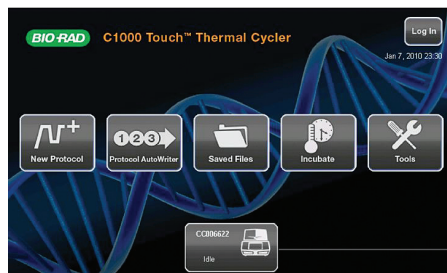 BIO-RAD C1000 Touch™ Thermal Cycler
Log In
Jan 7, 2010 23:30
123
New Protocol
Protocol AutoWriter
Saved Files
Incubate
Tools
CC006622
Idle